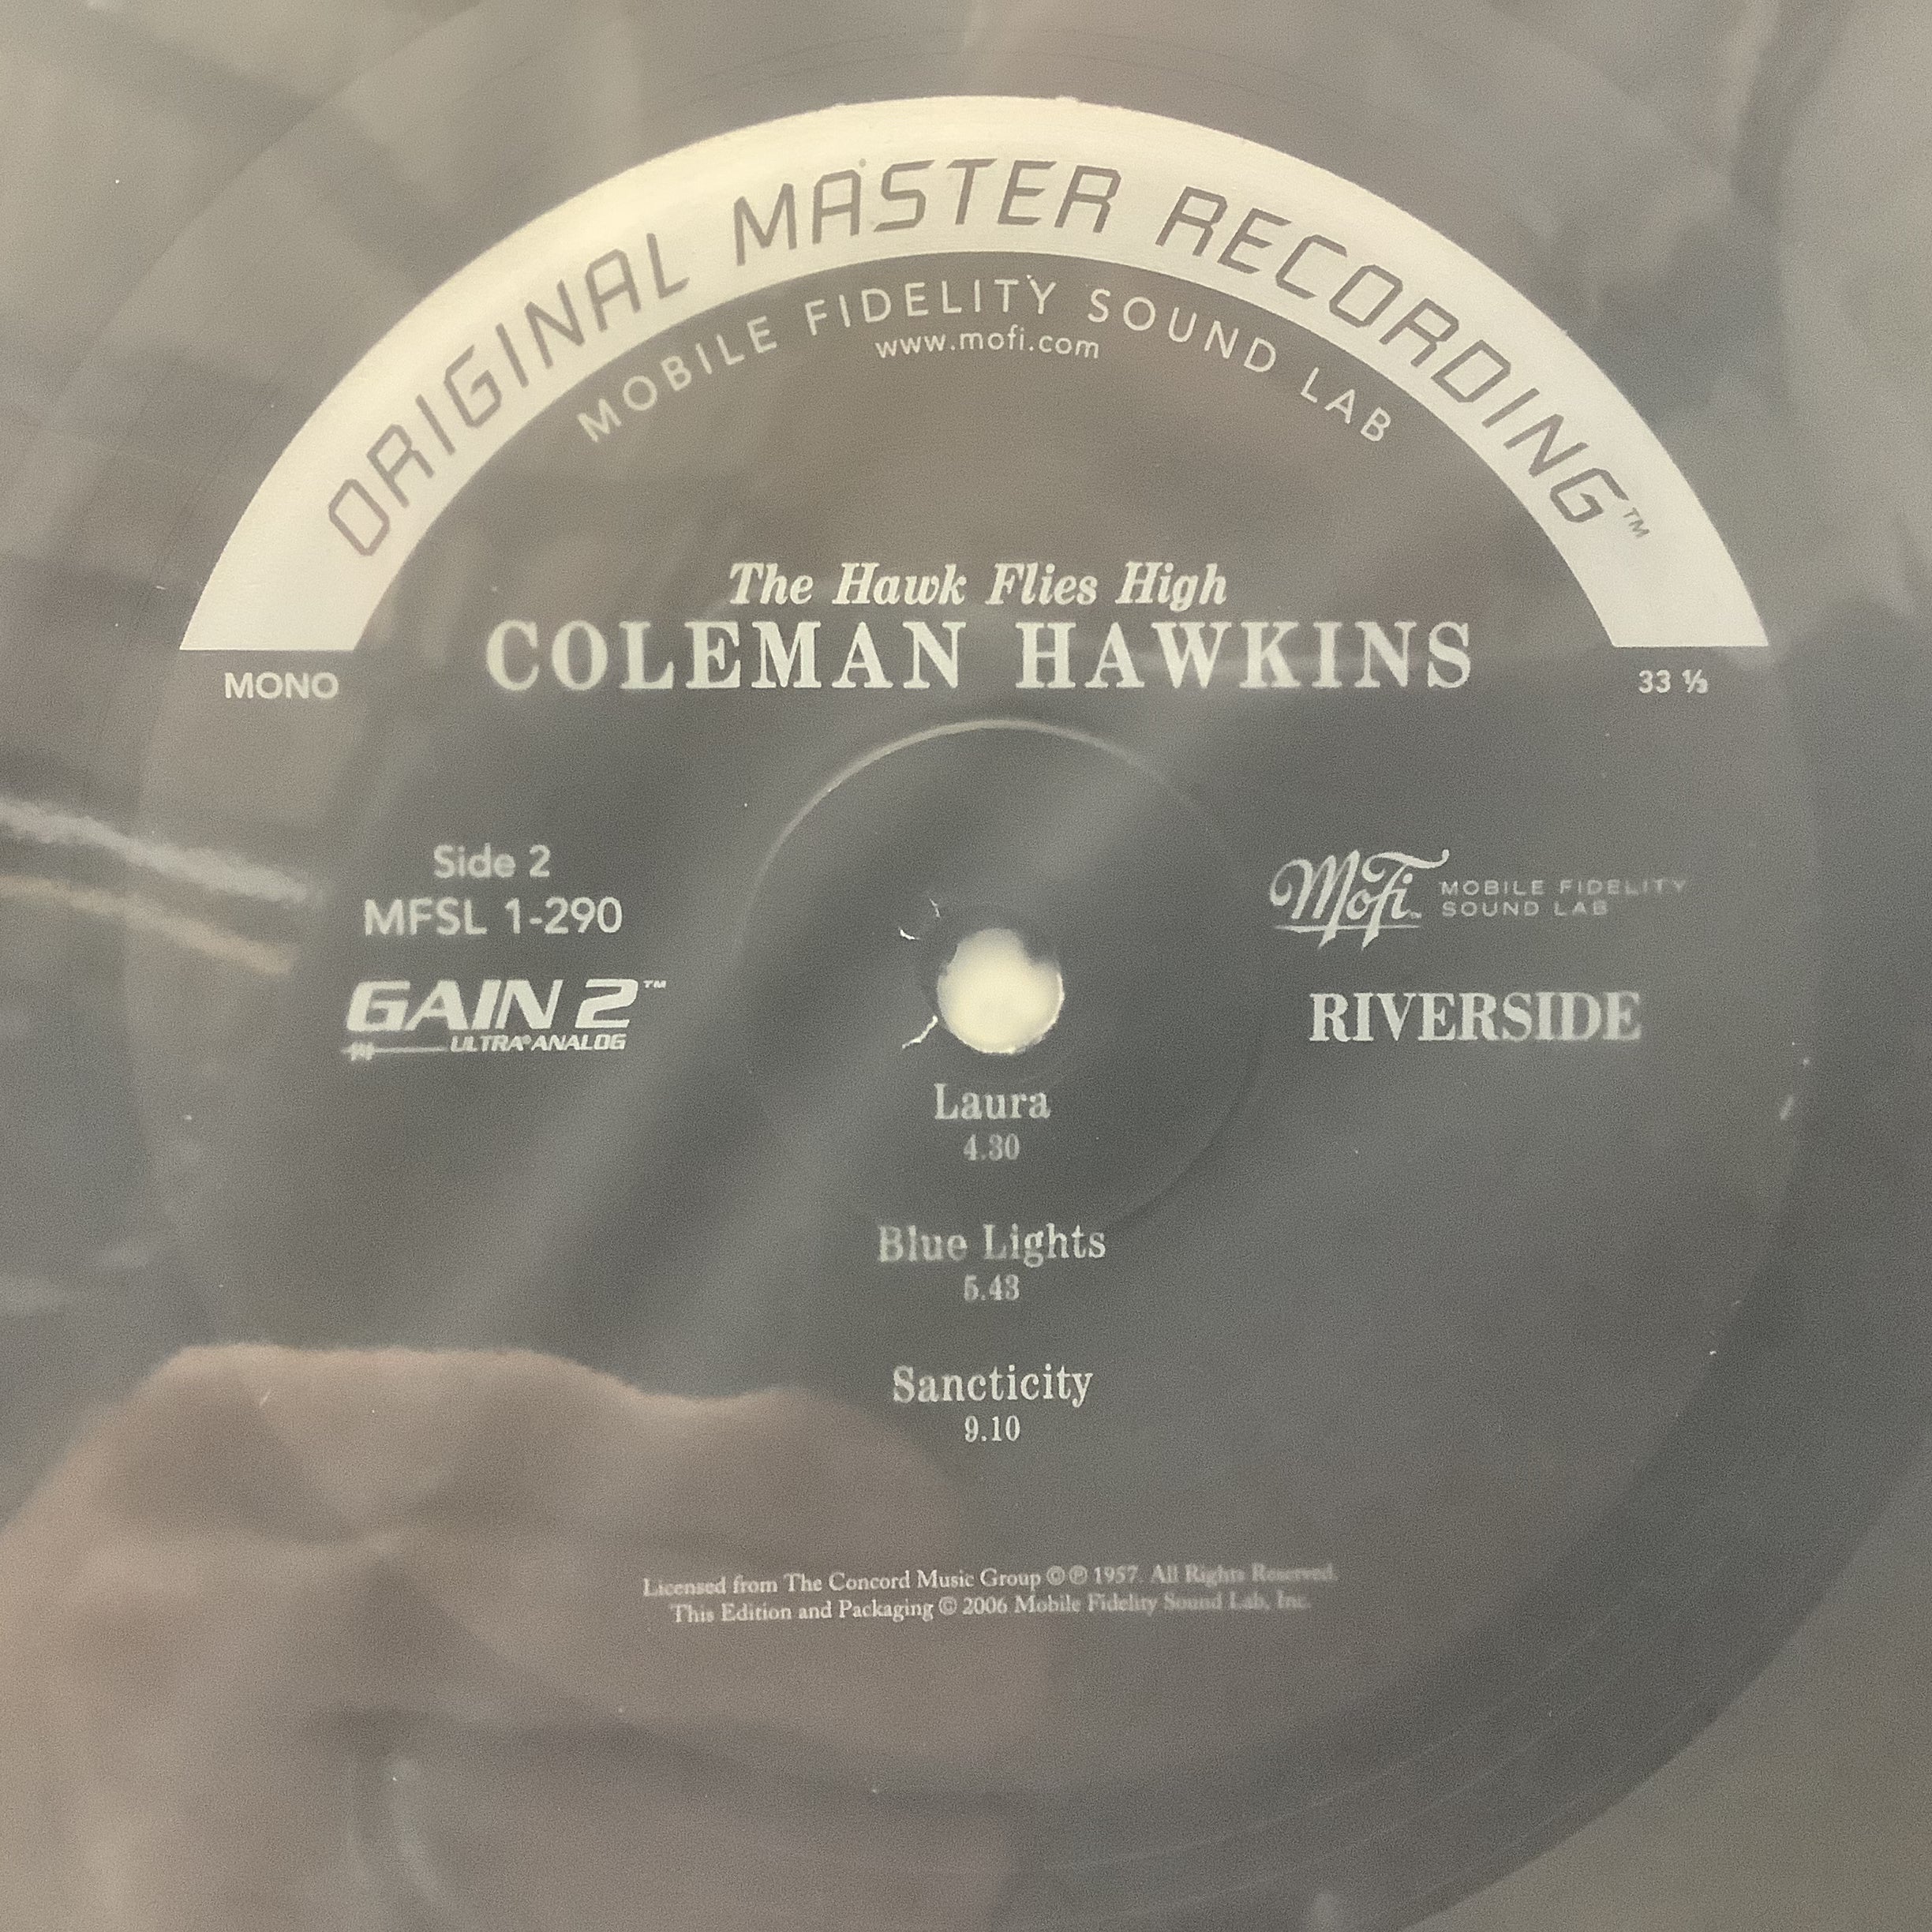 ORIGINAL MASTER RECORDING™
MOBILE FIDELITY SOUND LAB
www.mofi.com
The Hawk Flies High
COLEMAN HAWKINS
MONO
33 ⅓
Side 2
MFSL 1-290
GAIN 2™
ULTRA ANALOG
MoFi™ MOBILE FIDELITY
SOUND LAB
RIVERSIDE
Laura
4.30
Blue Lights
5.43
Sancticity
9.10
Licensed from The Concord Music Group ©℗ 1957. All Rights Reserved.
This Edition and Packaging © 2006 Mobile Fidelity Sound Lab, Inc.